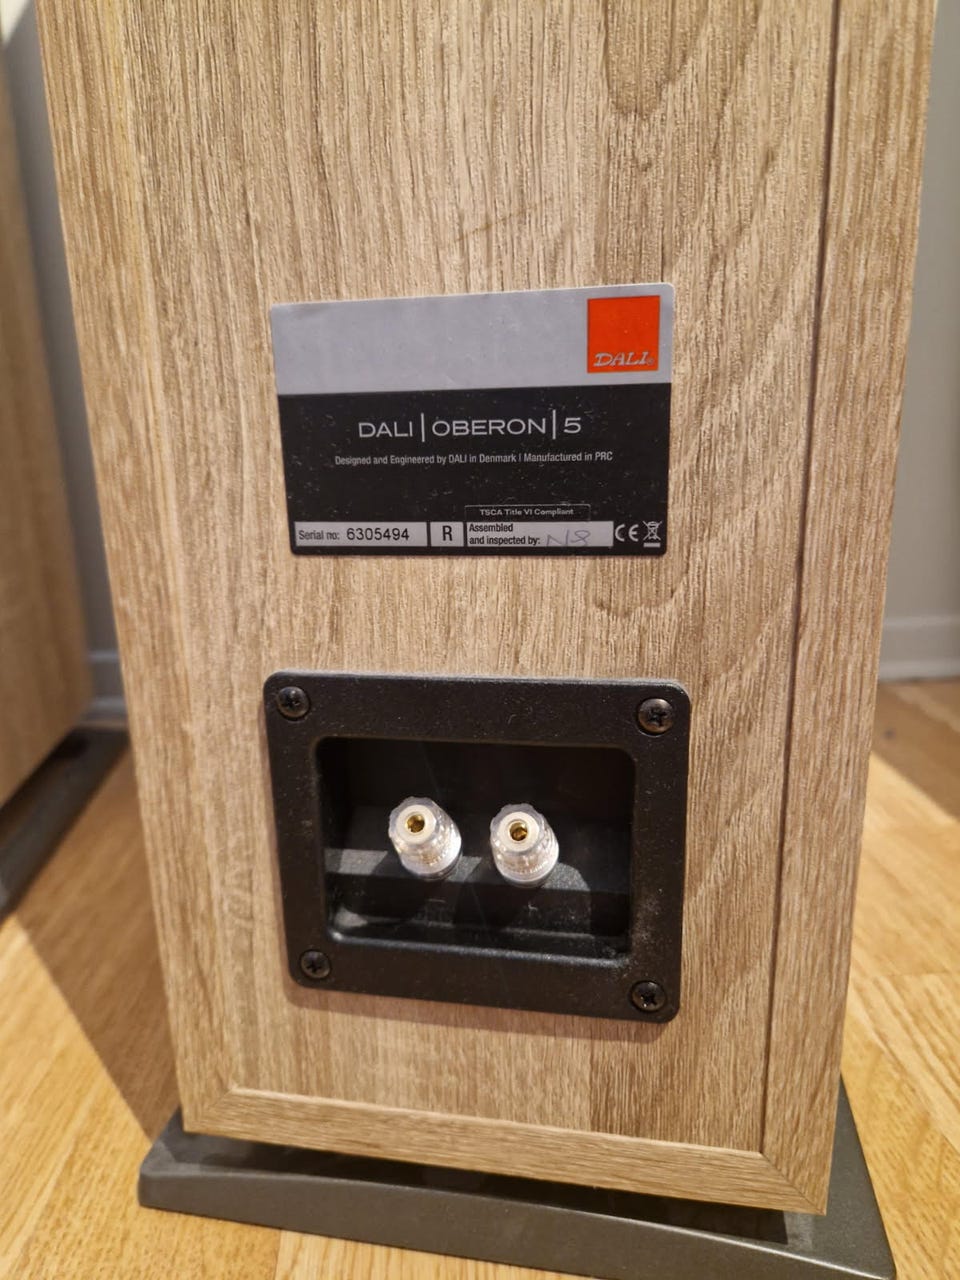 DALI®
DALI|OBERON|5
Designed and Engineered by DALI in Denmark | Manufactured in PRC
TSCA Title VI Compliant
Serial no: 6305494
R
Assembled
and inspected by:
CE